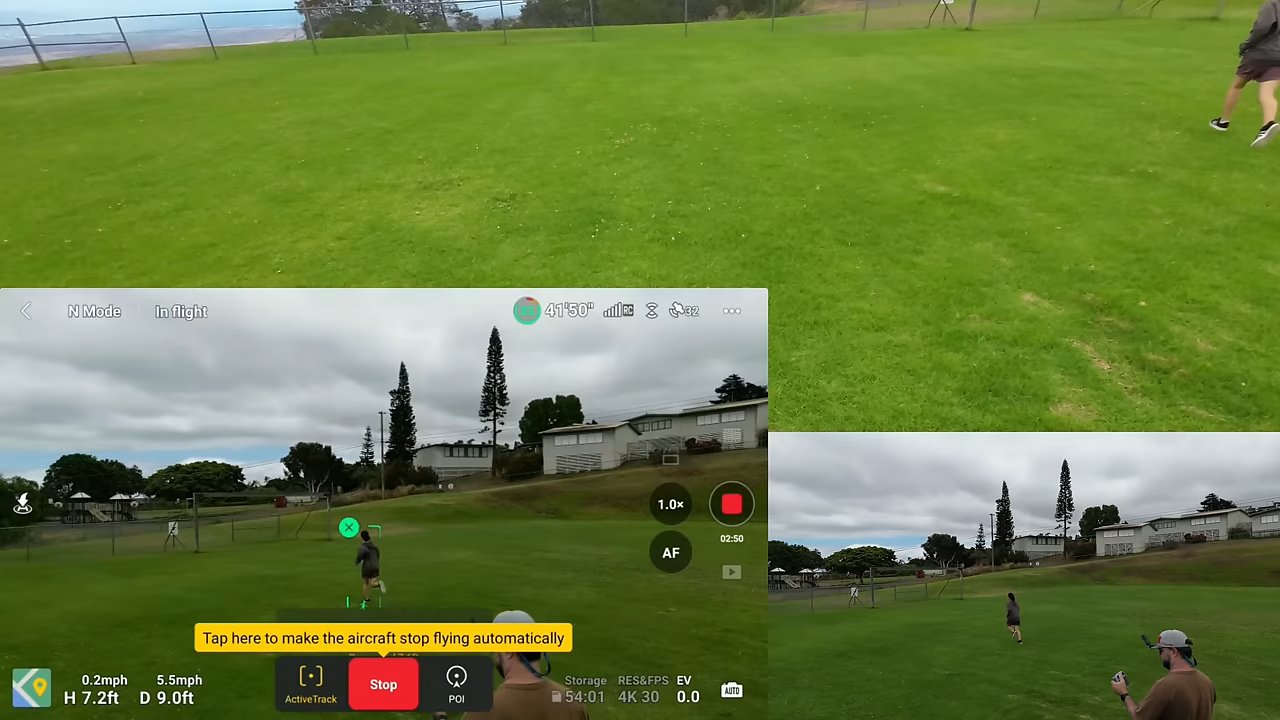 N Mode
In flight
41'50"
RC
32
1.0×
02:50
AF
Tap here to make the aircraft stop flying automatically
0.2mph
5.5mph
H 7.2ft
D 9.0ft
ActiveTrack
Stop
POI
Storage
RES&FPS
EV
54:01
4K 30
0.0
AUTO